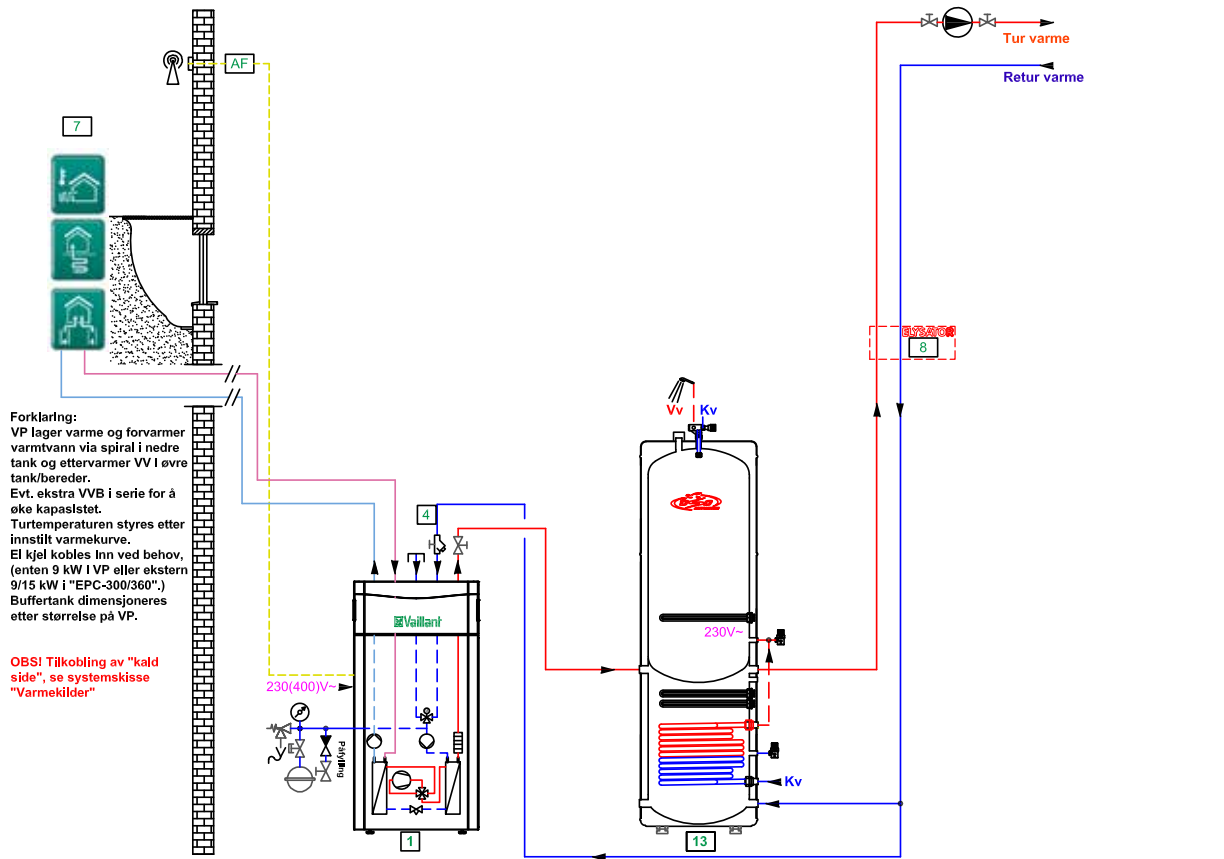 Tur varme
AF
Retur varme
7
ELYSATOR
8
Forklaring:
VP lager varme og forvarmer
varmtvann via spiral i nedre
tank og ettervarmer VV I øvre
tank/bereder.
Evt. ekstra VVB i serie for å
øke kapaslstet.
Turtemperaturen styres etter
innstilt varmekurve.
El kjel kobles Inn ved behov,
(enten 9 kW I VP eller ekstern
9/15 kW i "EPC-300/360".)
Buffertank dimensjoneres
etter størrelse på VP.
OBS! Tilkobling av "kald
side", se systemskisse
"Varmekilder"
Vv
Kv
4
Vaillant
230V~
230(400)V~
Påfylling
Kv
1
13